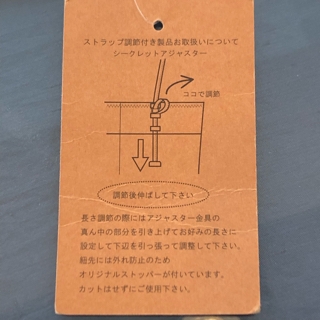 ストラップ調節付き製品お取扱いについて
シークレットアジャスター
ココで調節
調節後伸ばして下さい
長さ調節の際にはアジャスター金具の
真ん中の部分を引き上げてお好みの長さに
設定して下辺を引っ張って調整して下さい。
紐先には外れ防止のため
オリジナルストッパーが付いています。
カットはせずにご使用下さい。